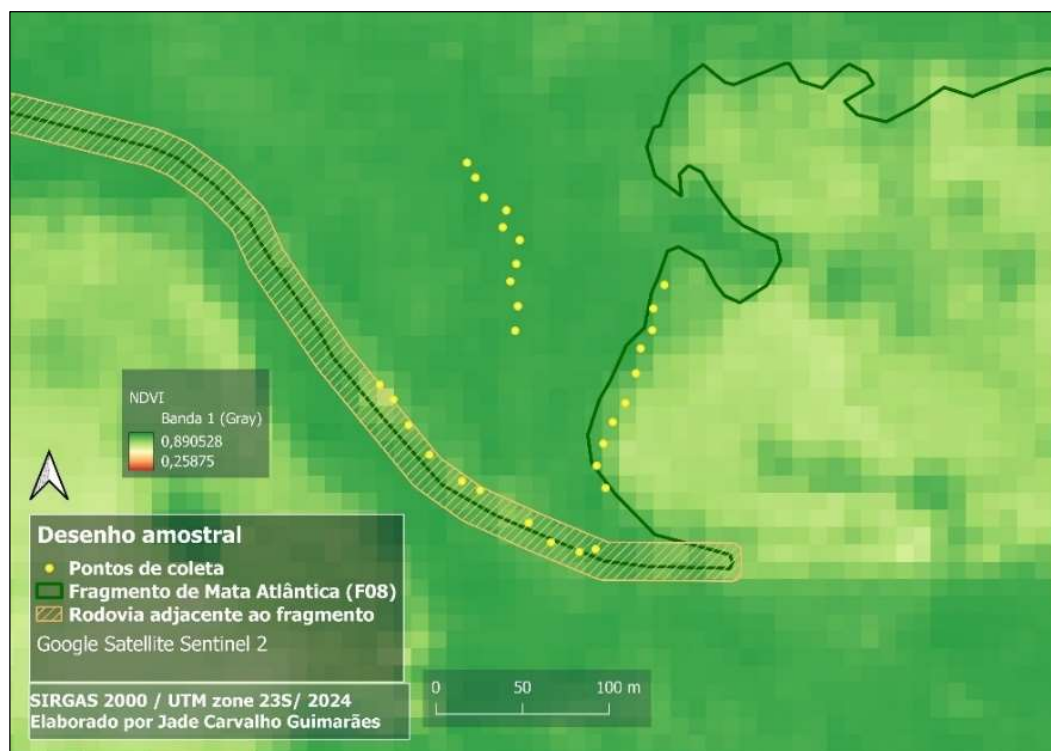 NDVI
Banda 1 (Gray)
0,890528
0,25875
Desenho amostral
Pontos de coleta
Fragmento de Mata Atlântica (F08)
Rodovia adjacente ao fragmento
Google Satellite Sentinel 2
SIRGAS 2000 / UTM zone 23S/ 2024
Elaborado por Jade Carvalho Guimarães
0 50 100 m